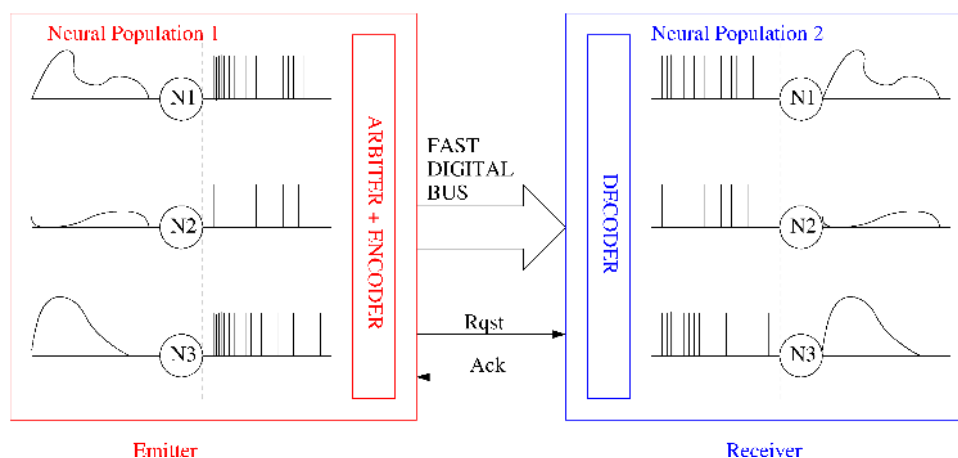 Neural Population 1
Neural Population 2
N1
N1
N2
N2
N3
N3
ARBITER + ENCODER
FAST
DIGITAL
BUS
DECODER
Rqst
Ack
Emitter
Receiver